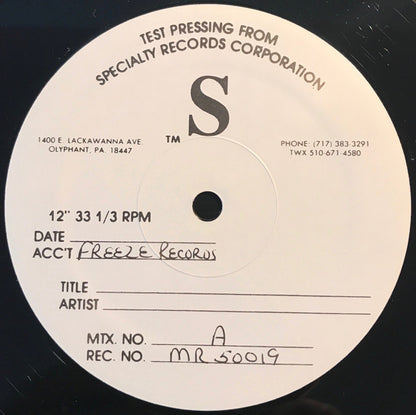 TEST PRESSING FROM
SPECIALTY RECORDS CORPORATION
S
TM
1400 E. LACKAWANNA AVE.
OLYPHANT, PA. 18447
PHONE: (717) 383-3291
TWX 510-671-4580
12" 33 1/3 RPM
DATE
ACC'T FREEZE RECORDS
TITLE
ARTIST
MTX. NO. A
REC. NO. MR 50019